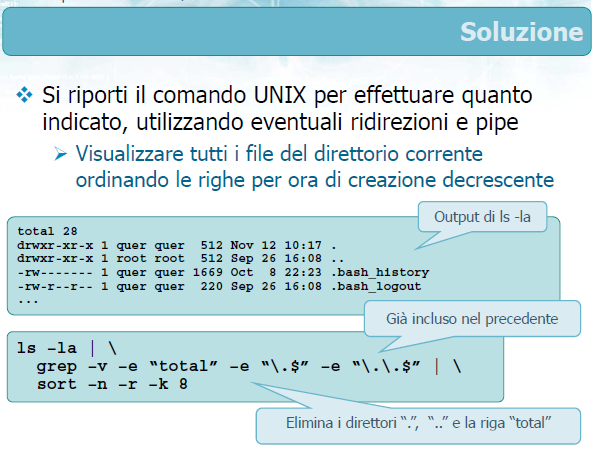 Soluzione
Si riporti il comando UNIX per effettuare quanto
indicato, utilizzando eventuali ridirezioni e pipe
Visualizzare tutti i file del direttorio corrente
ordinando le righe per ora di creazione decrescente
Output di ls -la
total 28
drwxr-xr-x 1 quer quer 512 Nov 12 10:17 .
drwxr-xr-x 1 root root 512 Sep 26 16:08 ..
-rw------- 1 quer quer 1669 Oct 8 22:23 .bash_history
-rw-r--r-- 1 quer quer 220 Sep 26 16:08 .bash_logout
...
Già incluso nel precedente
ls –la | \
grep –v -e “total” –e “\.$” -e “\.\.$” | \
sort –n -r -k 8
Elimina i direttori “.”, “..” e la riga “total”